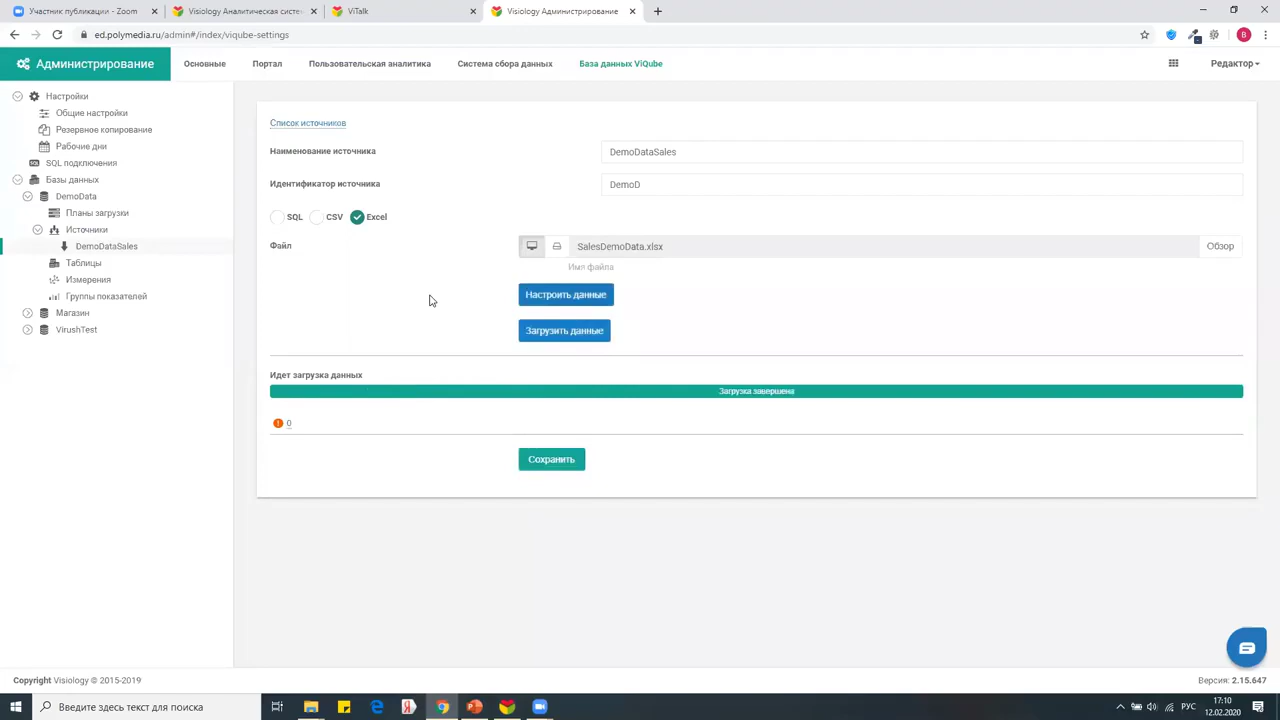 Участник публикации - Zoom
Visiology Аналитическая систе
ViTalk
Visiology Администрирование
ed.polymedia.ru/admin#/index/viqube-settings
B
Администрирование
Основные
Портал
Пользовательская аналитика
Система сбора данных
База данных ViQube
Редактор
Настройки
Общие настройки
Резервное копирование
Рабочие дни
SQL подключения
Базы данных
DemoData
Планы загрузки
Источники
DemoDataSales
Таблицы
Измерения
Группы показателей
Магазин
VirushTest
Список источников
Наименование источника
DemoDataSales
Идентификатор источника
DemoD
SQL CSV Excel
Файл
SalesDemoData.xlsx
Обзор
Имя файла
Настроить данные
Загрузить данные
Идет загрузка данных
Загрузка завершена
0
Сохранить
Copyright Visiology © 2015-2019
Версия: 2.15.647
Введите здесь текст для поиска
РУС
17:10
12.02.2020